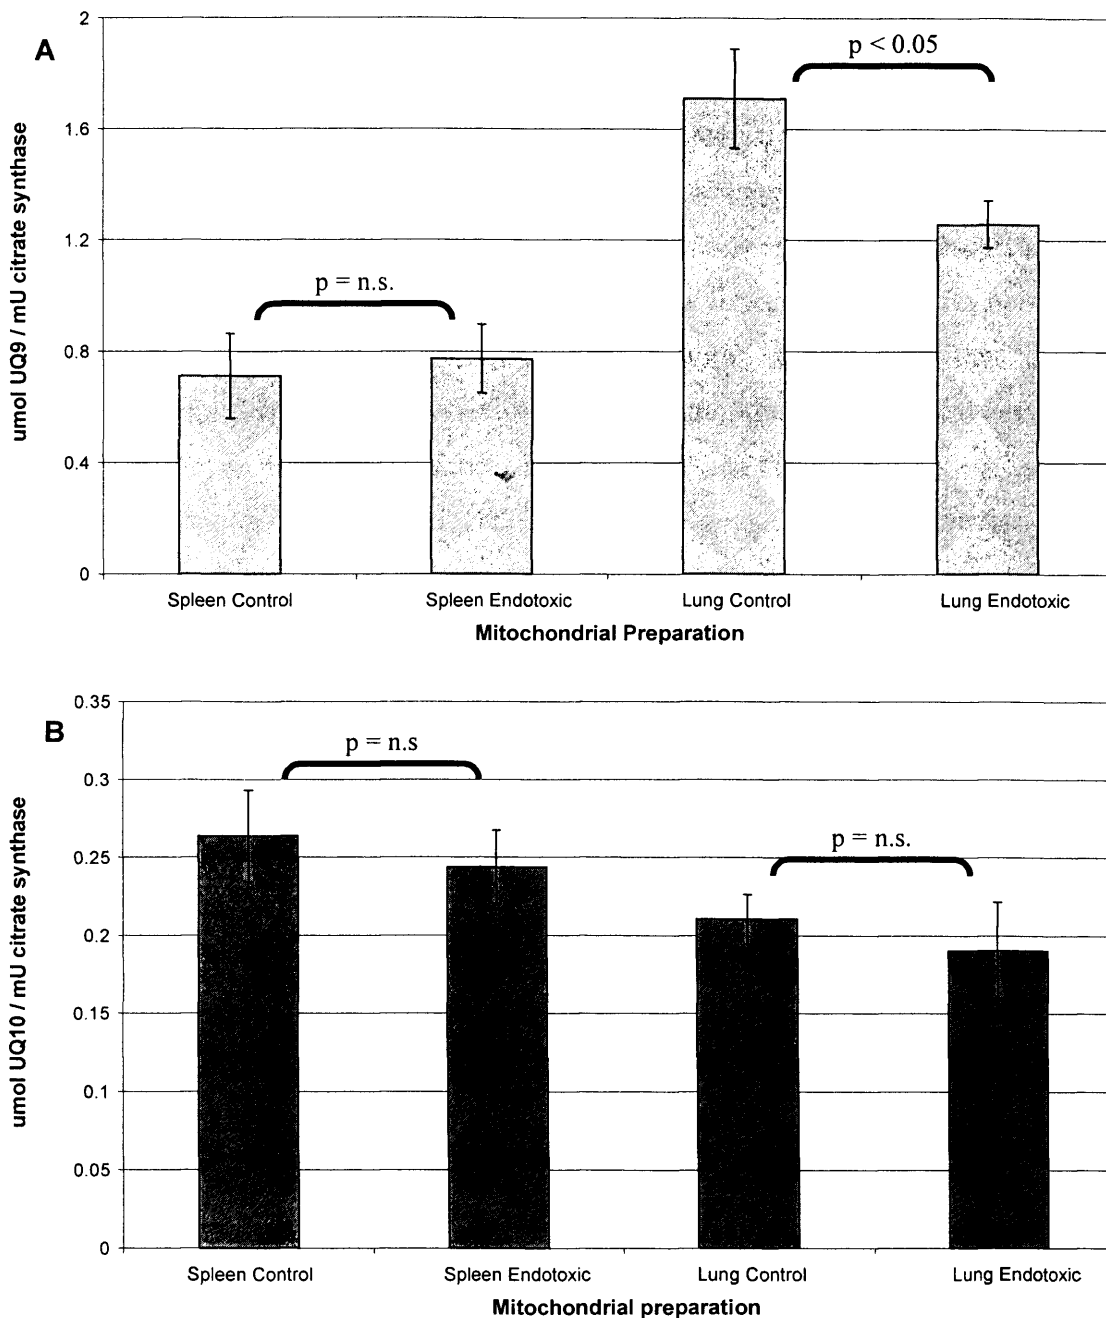 A
umol UQ9 / mU citrate synthase
2
1.6
1.2
0.8
0.4
0
p = n.s.
p < 0.05
Spleen Control
Spleen Endotoxic
Lung Control
Lung Endotoxic
Mitochondrial Preparation
B
umol UQ10 / mU citrate synthase
0.35
0.3
0.25
0.2
0.15
0.1
0.05
0
p = n.s
p = n.s.
Spleen Control
Spleen Endotoxic
Lung Control
Lung Endotoxic
Mitochondrial preparation